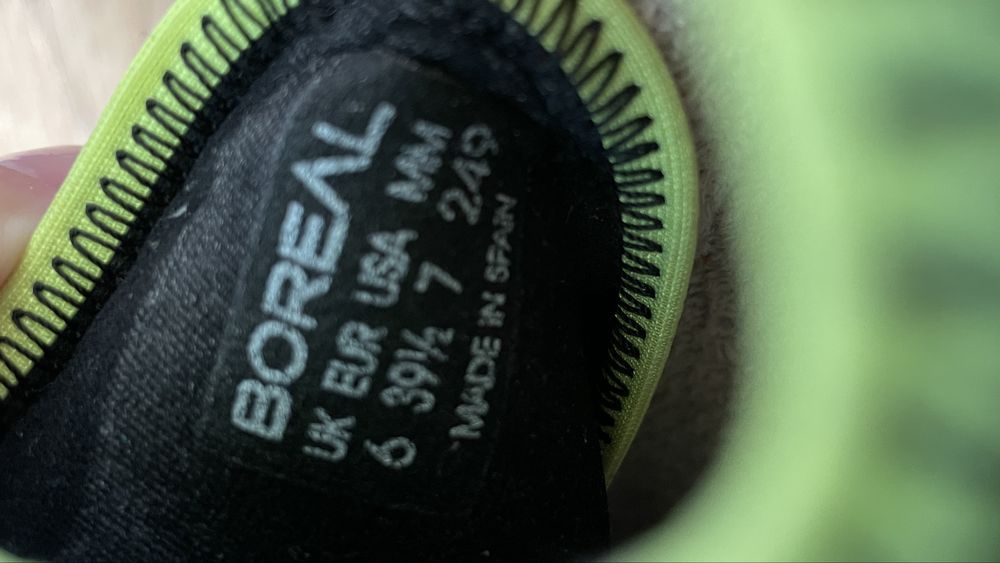 BOREAL
UK EUR USA MM
6 39½ 7 249
MADE IN SPAIN